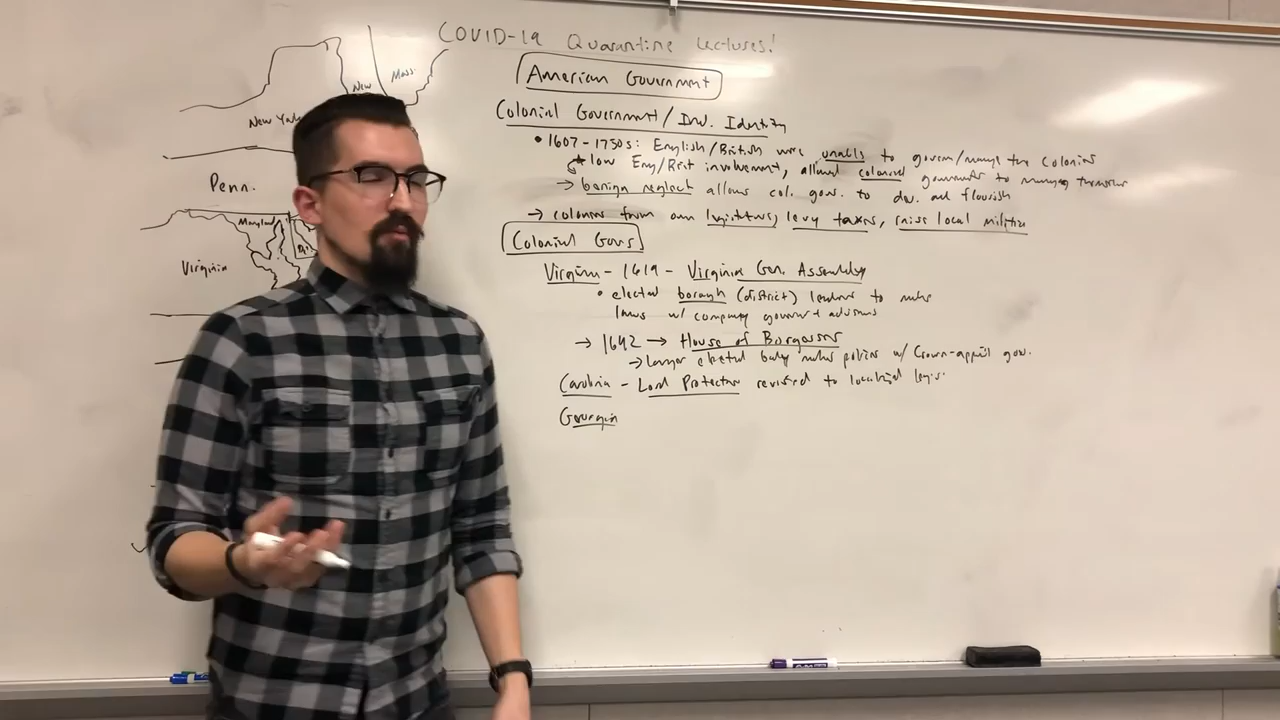 COVID-19 Quarantine Lectures!
American Government
Colonial Government / Dev. Identity
• 1607-1750s: English/British were unable to govern/manage the colonies
low Eng/Brit involvement, allowed colonial governments to manage themselves
→ benign neglect allows col. gov. to dev. and flourish
→ colonies form own legislatures, levy taxes, raise local militia
Colonial Govs
Virginia - 1619 - Virginia Gen. Assembly
• elected borough (district) leaders to make
laws w/ company governor + advisors
→ 1642 → House of Burgesses
→ larger elected body makes policies w/ Crown-app't gov.
Carolina - Lord Protector reverted to localized legis.
Georgia
New York
New
Mass.
Penn.
Maryland
Virginia